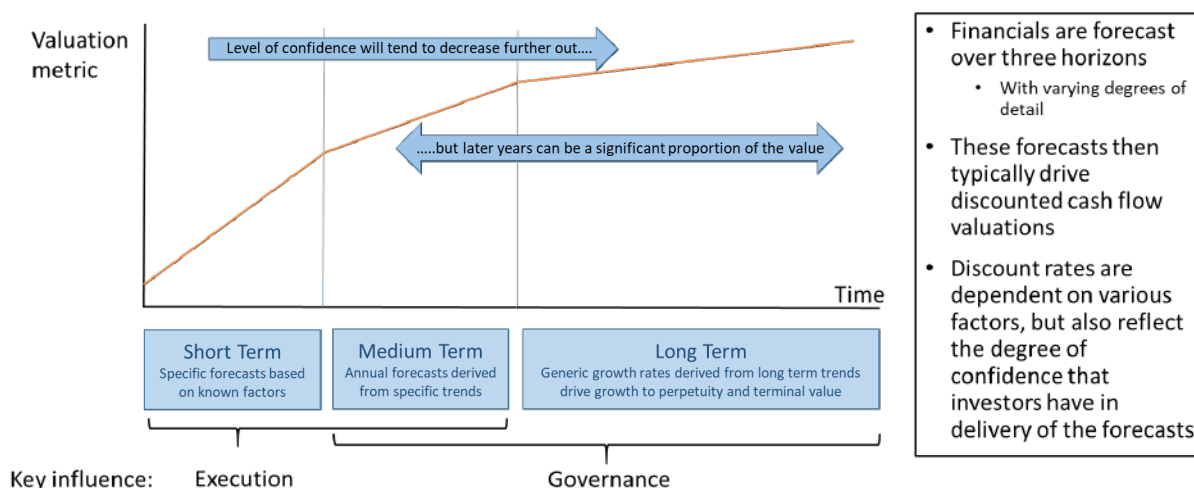 Valuation
metric
Level of confidence will tend to decrease further out....
.....but later years can be a significant proportion of the value
Time
Short Term
Specific forecasts based
on known factors
Medium Term
Annual forecasts derived
from specific trends
Long Term
Generic growth rates derived from long term trends
drive growth to perpetuity and terminal value
Key influence:
Execution
Governance
• Financials are forecast
over three horizons
• With varying degrees of
detail
• These forecasts then
typically drive
discounted cash flow
valuations
• Discount rates are
dependent on various
factors, but also reflect
the degree of
confidence that
investors have in
delivery of the forecasts